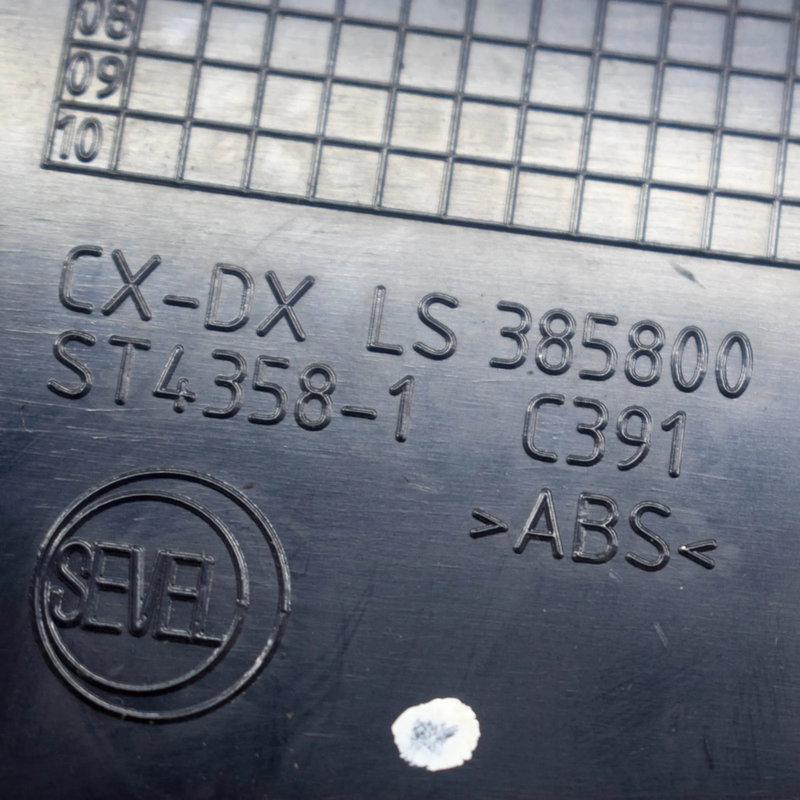 08
09
10
CX-DX LS 385800
ST4358-1 C391
>ABS<
SEVEL